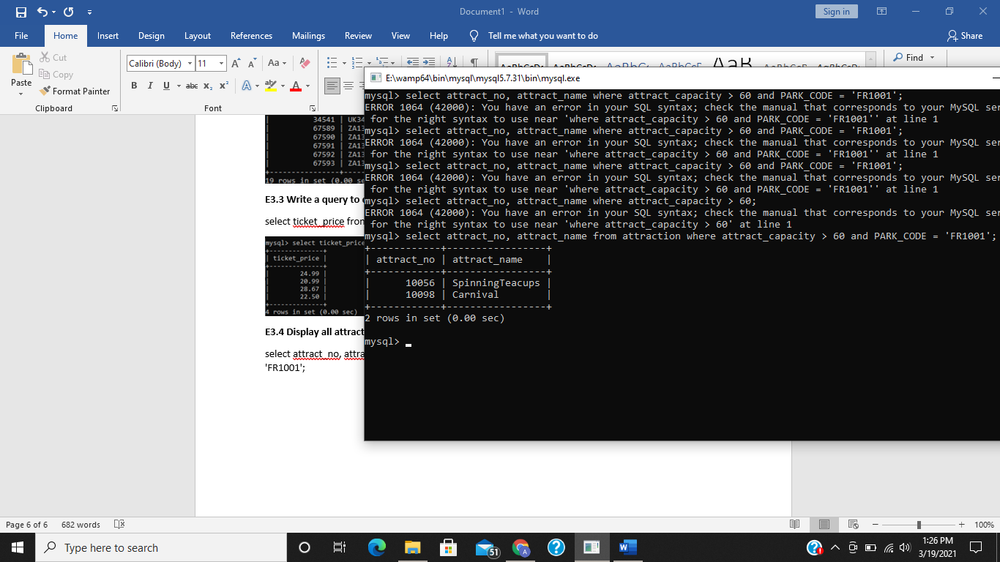 Document1 - Word
Sign in
File Home Insert Design Layout References Mailings Review View Help Tell me what you want to do Share
Paste
Cut
Copy
Format Painter
Clipboard
Calibri (Body) 11
Font
Find
34541 | UK34
67589 | ZA13
67590 | ZA13
67591 | ZA13
67592 | ZA13
67593 | ZA13
19 rows in set (0.00 se
E3.3 Write a query to
select ticket_price from
mysql> select ticket_price
| ticket_price |
24.99
20.99
28.67
22.50
4 rows in set (0.00 sec)
E3.4 Display all attract
select attract_no, attra
'FR1001';
E:\wamp64\bin\mysql\mysql5.7.31\bin\mysql.exe
mysql> select attract_no, attract_name where attract_capacity > 60 and PARK_CODE = 'FR1001';
ERROR 1064 (42000): You have an error in your SQL syntax; check the manual that corresponds to your MySQL ser
for the right syntax to use near 'where attract_capacity > 60 and PARK_CODE = 'FR1001'' at line 1
mysql> select attract_no, attract_name where attract_capacity > 60 and PARK_CODE = 'FR1001';
ERROR 1064 (42000): You have an error in your SQL syntax; check the manual that corresponds to your MySQL ser
for the right syntax to use near 'where attract_capacity > 60 and PARK_CODE = 'FR1001'' at line 1
mysql> select attract_no, attract_name where attract_capacity > 60 and PARK_CODE = 'FR1001';
ERROR 1064 (42000): You have an error in your SQL syntax; check the manual that corresponds to your MySQL ser
for the right syntax to use near 'where attract_capacity > 60 and PARK_CODE = 'FR1001'' at line 1
mysql> select attract_no, attract_name where attract_capacity > 60;
ERROR 1064 (42000): You have an error in your SQL syntax; check the manual that corresponds to your MySQL ser
for the right syntax to use near 'where attract_capacity > 60' at line 1
mysql> select attract_no, attract_name from attraction where attract_capacity > 60 and PARK_CODE = 'FR1001';
| attract_no | attract_name |
| 10056 | SpinningTeacups |
| 10098 | Carnival |
2 rows in set (0.00 sec)
mysql>
Page 6 of 6 682 words 100%
Type here to search
51
1:26 PM
3/19/2021